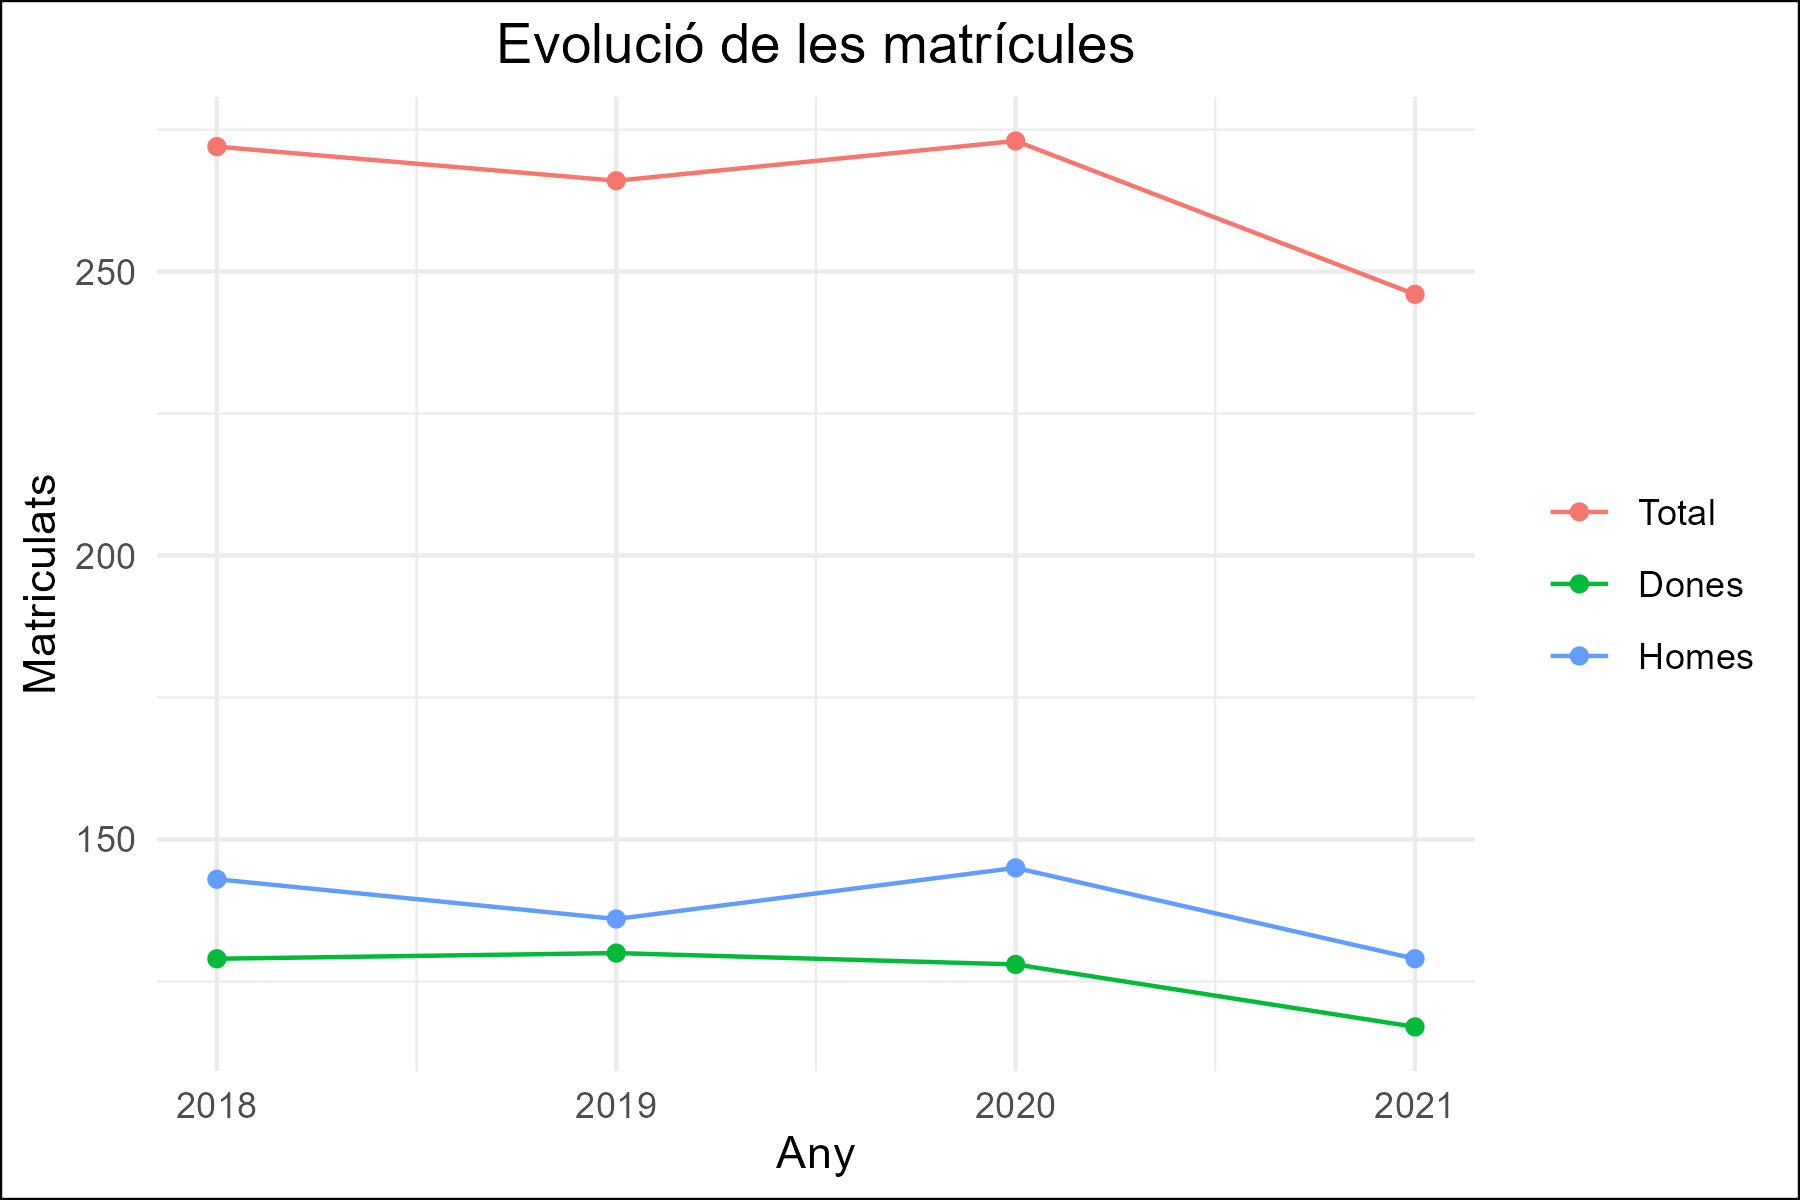 Evolució de les matrícules
Matriculats
250
200
150
2018
2019
2020
2021
Any
Total
Dones
Homes